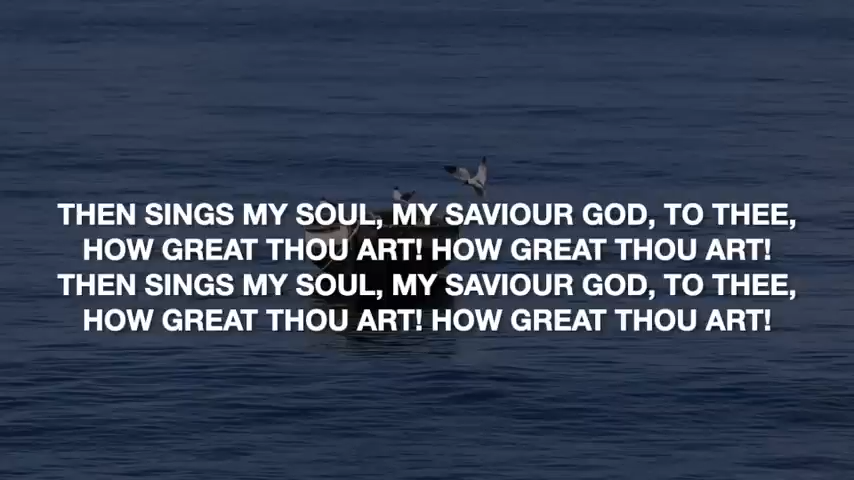 THEN SINGS MY SOUL, MY SAVIOUR GOD, TO THEE,
HOW GREAT THOU ART! HOW GREAT THOU ART!
THEN SINGS MY SOUL, MY SAVIOUR GOD, TO THEE,
HOW GREAT THOU ART! HOW GREAT THOU ART!